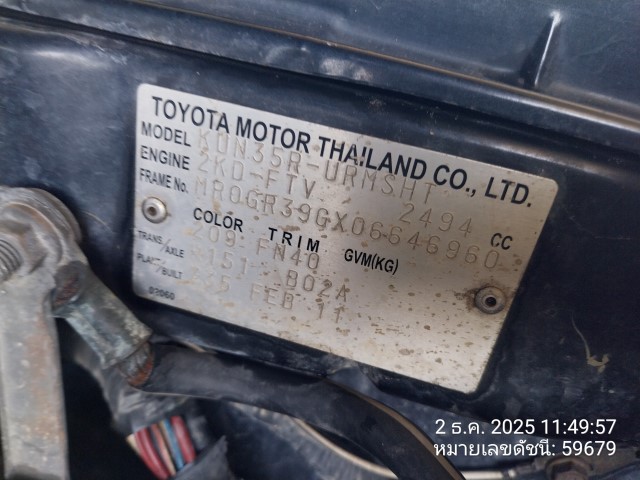 TOYOTA MOTOR THAILAND CO., LTD.
MODEL KUN35R-URMSHT
ENGINE 2KD-FTV 2494 CC
FRAME No. MR0GR39GX06646960
COLOR TRIM GVM(KG)
209 FN40
TRANS/AXLE 151 B02A
PLANT/BUILT 25 FEB 11
03060
2 ธ.ค. 2025 11:49:57
หมายเลขดัชนี: 59679